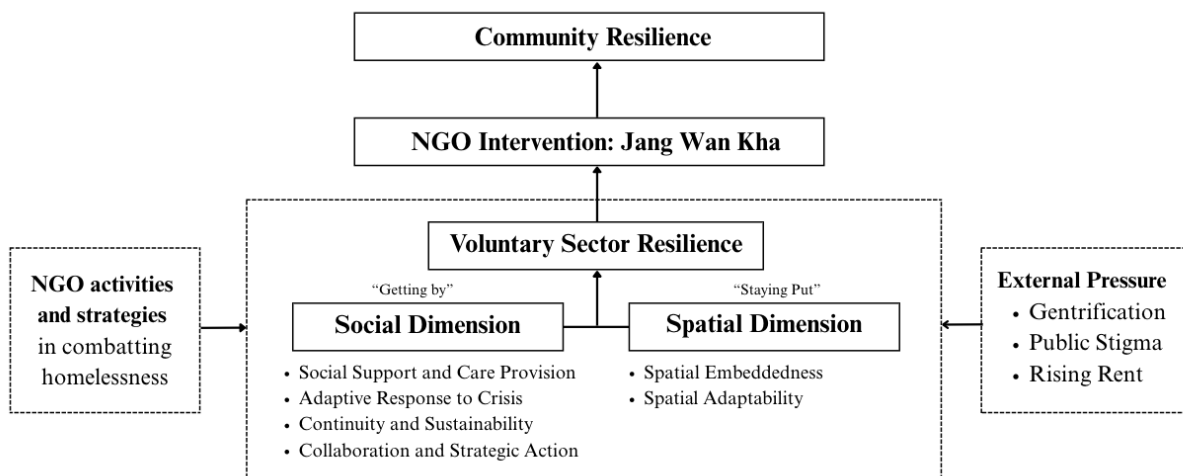 Community Resilience
NGO Intervention: Jang Wan Kha
Voluntary Sector Resilience
NGO activities
and strategies
in combatting
homelessness
“Getting by”
Social Dimension
• Social Support and Care Provision
• Adaptive Response to Crisis
• Continuity and Sustainability
• Collaboration and Strategic Action
“Staying Put”
Spatial Dimension
• Spatial Embeddedness
• Spatial Adaptability
External Pressure
• Gentrification
• Public Stigma
• Rising Rent